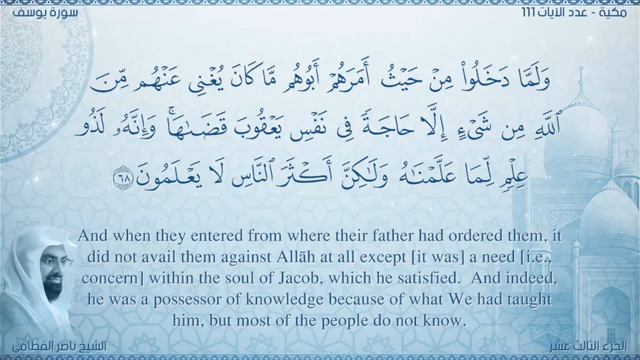 مكية - عدد الآيات 111
سورة يوسف
وَلَمَّا دَخَلُوا۟ مِنْ حَيْثُ أَمَرَهُمْ أَبُوهُم مَّا كَانَ يُغْنِى عَنْهُم مِّنَ
ٱللَّهِ مِن شَىْءٍ إِلَّا حَاجَةً فِى نَفْسِ يَعْقُوبَ قَضَىٰهَا ۚ وَإِنَّهُۥ لَذُو
عِلْمٍ لِّمَا عَلَّمْنَٰهُ وَلَٰكِنَّ أَكْثَرَ ٱلنَّاسِ لَا يَعْلَمُونَ ٦٨
And when they entered from where their father had ordered them, it
did not avail them against Allāh at all except [it was] a need [i.e.,
concern] within the soul of Jacob, which he satisfied. And indeed,
he was a possessor of knowledge because of what We had taught
him, but most of the people do not know.
الجزء الثالث عشر
الشيخ ناصر القطامي